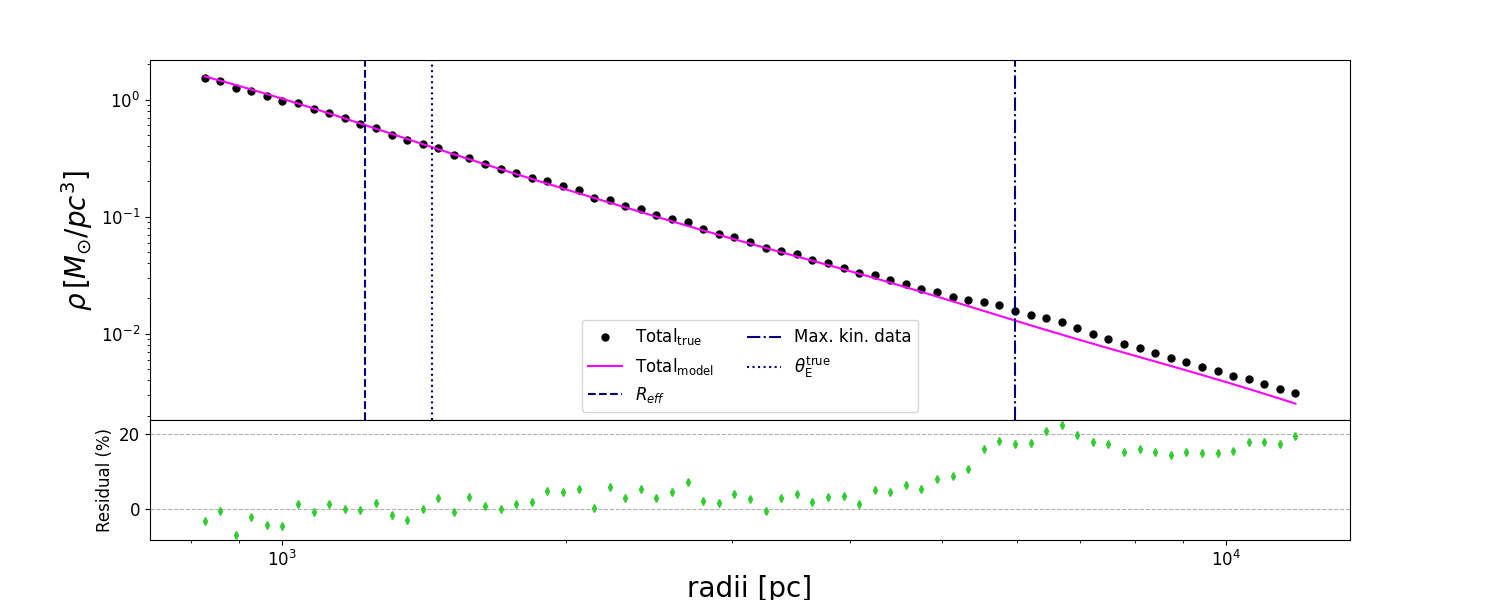 10⁰
10⁻¹
10⁻²
ρ [M⊙/pc³]
Total_true
Total_model
R_eff
Max. kin. data
θ_E^true
20
0
Residual (%)
10³
10⁴
radii [pc]